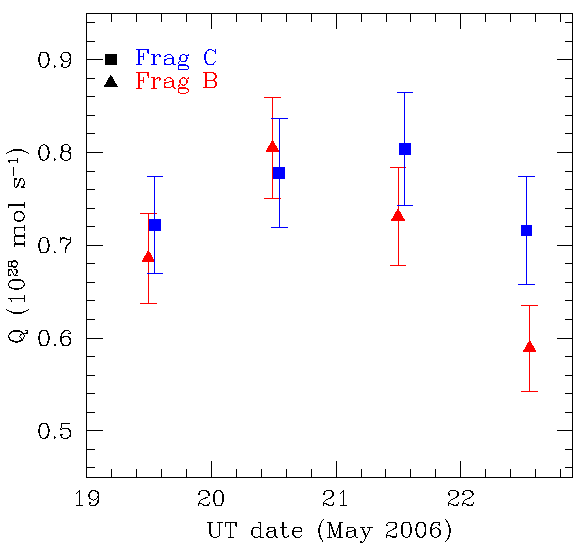 Frag C
Frag B
0.9
0.8
0.7
0.6
0.5
Q (10²⁸ mol s⁻¹)
19 20 21 22
UT date (May 2006)